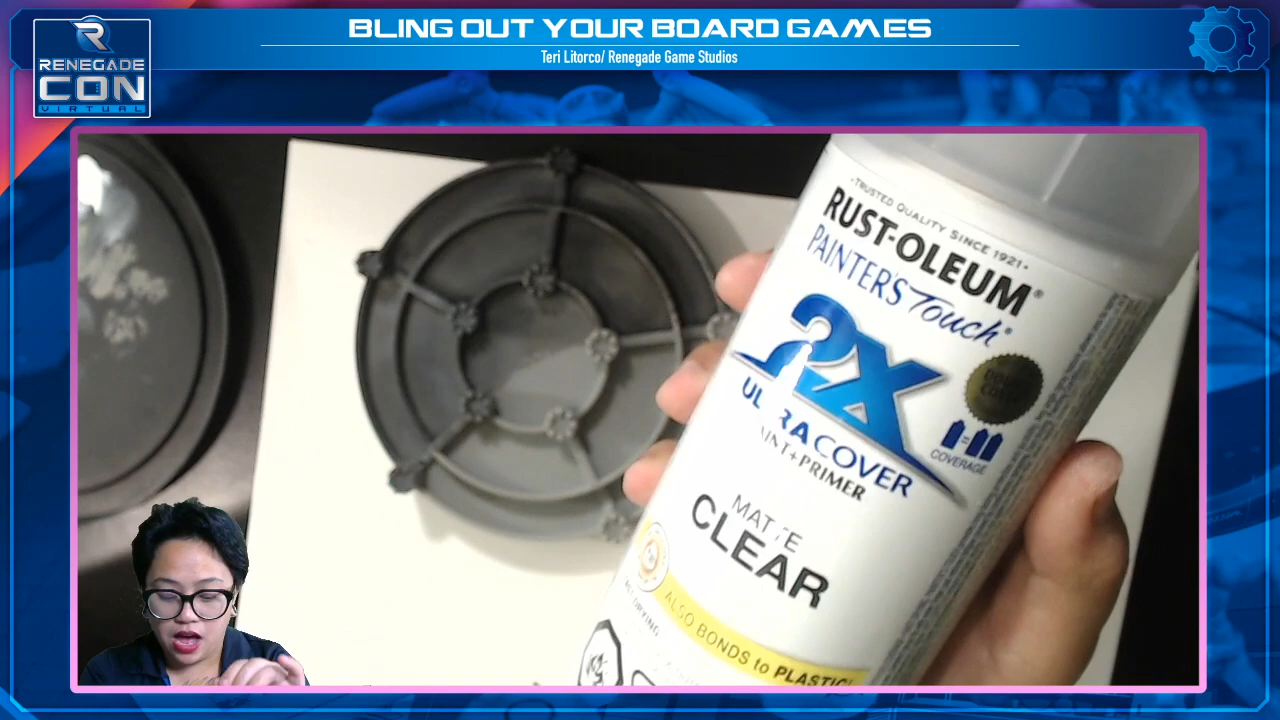 BLING OUT YOUR BOARD GAMES
Teri Litorco/ Renegade Game Studios
RENEGADE
CON
VIRTUAL
•TRUSTED QUALITY SINCE 1921•
RUST-OLEUM®
PAINTER'S Touch®
2X
ULTRA COVER
PAINT+PRIMER
COVERAGE
MATTE
CLEAR
ALSO BONDS to PLASTIC!